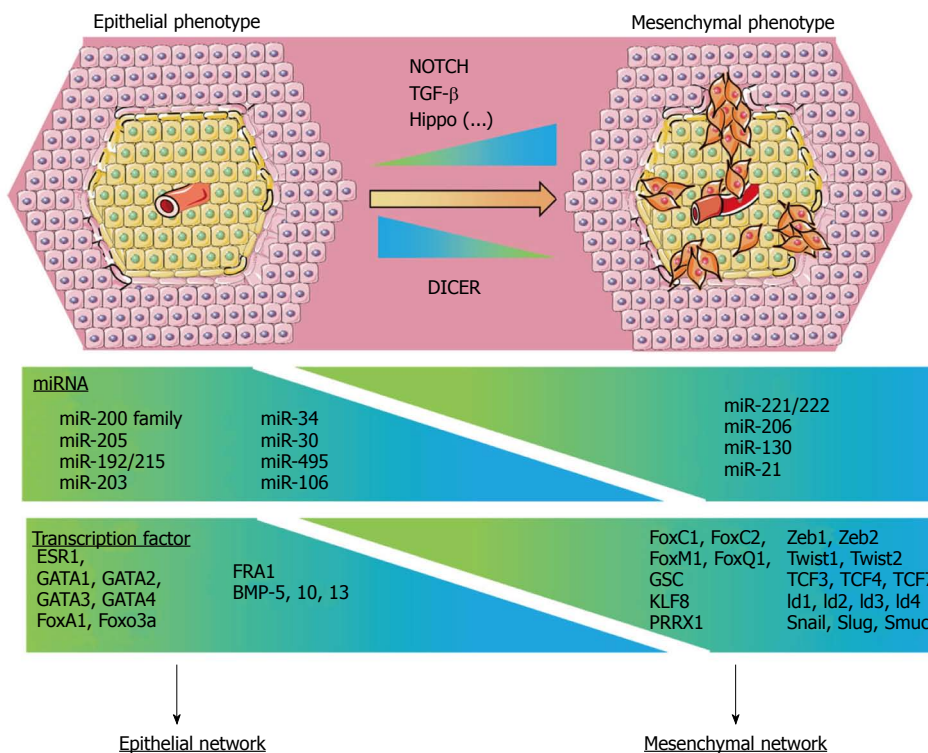 Epithelial phenotype
Mesenchymal phenotype
NOTCH
TGF-β
Hippo (...)
DICER
miRNA
miR-200 family
miR-205
miR-192/215
miR-203
miR-34
miR-30
miR-495
miR-106
miR-221/222
miR-206
miR-130
miR-21
Transcription factor
ESR1,
GATA1, GATA2,
GATA3, GATA4
FoxA1, Foxo3a
FRA1
BMP-5, 10, 13
FoxC1, FoxC2,
FoxM1, FoxQ1,
GSC
KLF8
PRRX1
Zeb1, Zeb2
Twist1, Twist2
TCF3, TCF4, TCF7
Id1, Id2, Id3, Id4
Snail, Slug, Smuc
Epithelial network
Mesenchymal network